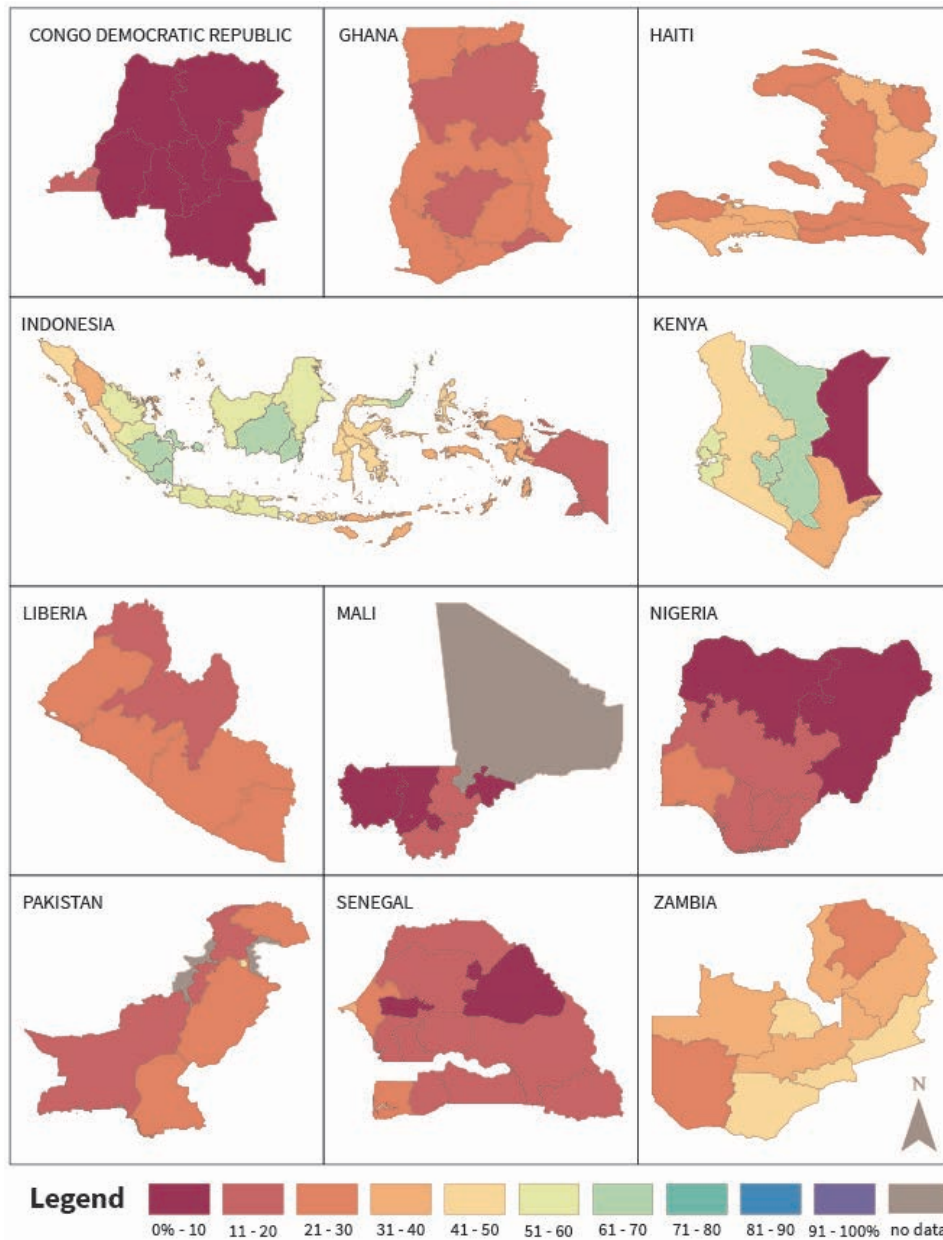 CONGO DEMOCRATIC REPUBLIC
GHANA
HAITI
INDONESIA
KENYA
LIBERIA
MALI
NIGERIA
PAKISTAN
SENEGAL
ZAMBIA
N
Legend
0% - 10 11 - 20 21 - 30 31 - 40 41 - 50 51 - 60 61 - 70 71 - 80 81 - 90 91 - 100% no data